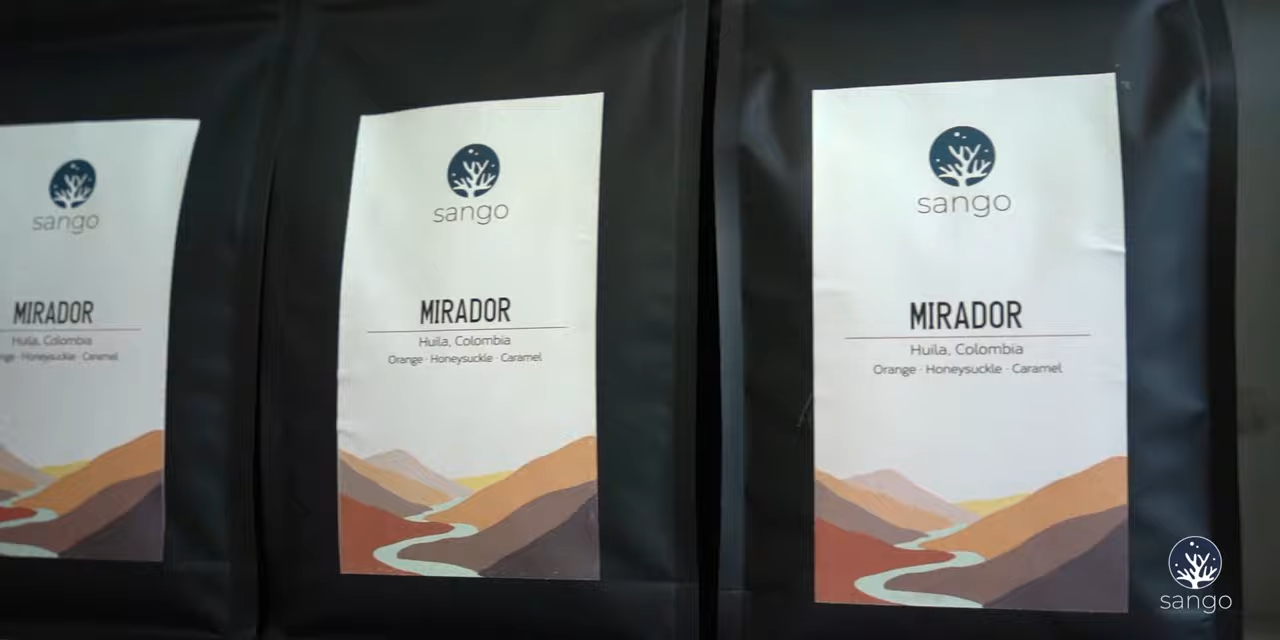 sango
MIRADOR
Huila, Colombia
nge · Honeysuckle · Caramel
sango
MIRADOR
Huila, Colombia
Orange · Honeysuckle · Caramel
sango
MIRADOR
Huila, Colombia
Orange · Honeysuckle · Caramel
sango